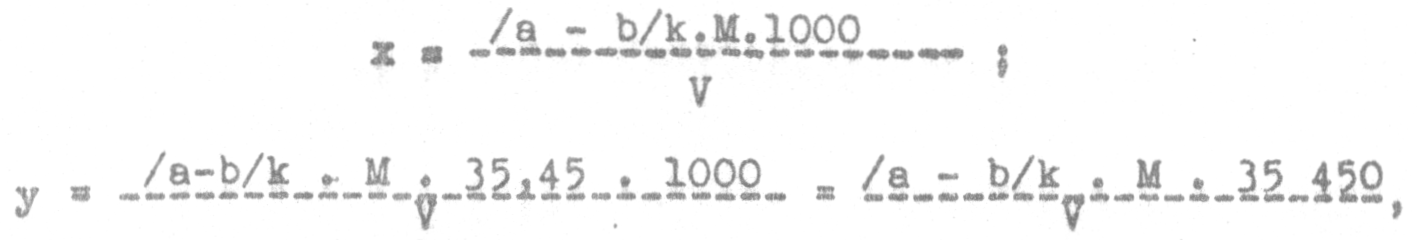 /a - b/k.M.1000
x = ------------------ ;
V
/a-b/k . M . 35,45 . 1000 /a - b/k . M . 35 450
y = ------------------------ = --------------------,
V V